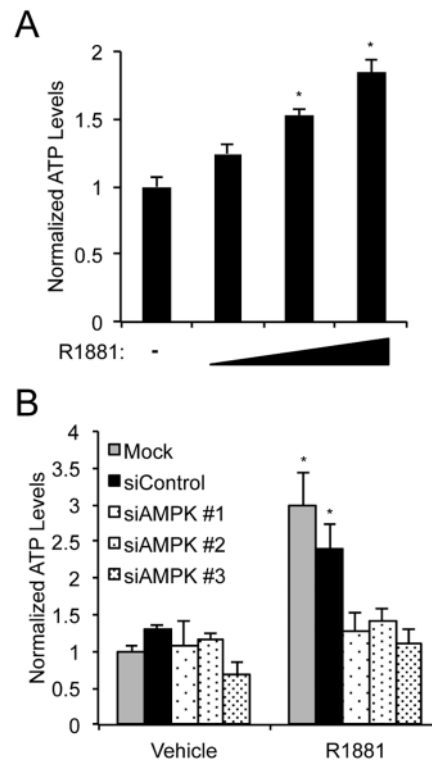 A
Normalized ATP Levels
2
*
*
1.5
1
0.5
0
R1881: -
B
Normalized ATP Levels
4
3.5
3
2.5
2
1.5
1
0.5
0
Mock
siControl
siAMPK #1
siAMPK #2
siAMPK #3
*
*
Vehicle R1881